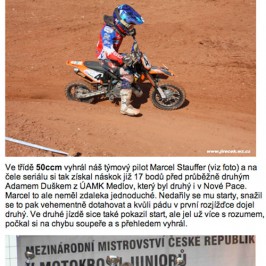 Ve třídě 50ccm vyhrál náš týmový pilot Marcel Stauffer (viz foto) a na
čele seriálu si tak získal náskok již 17 bodů před průběžně druhým
Adamem Duškem z ÚAMK Medlov, který byl druhý i v Nové Pace.
Marcel to ale neměl zdaleka jednoduché. Nedařily se mu starty, snažil
se to pak vehementně dotahovat a kvůli pádu v první rozjížďce dojel
druhý. Ve druhé jízdě sice také pokazil start, ale jel už více s rozumem,
počkal si na chybu soupeře a s přehledem vyhrál.
MEZINÁRODNÍ MISTROVSTVÍ ČESKÉ REPUBLIKY